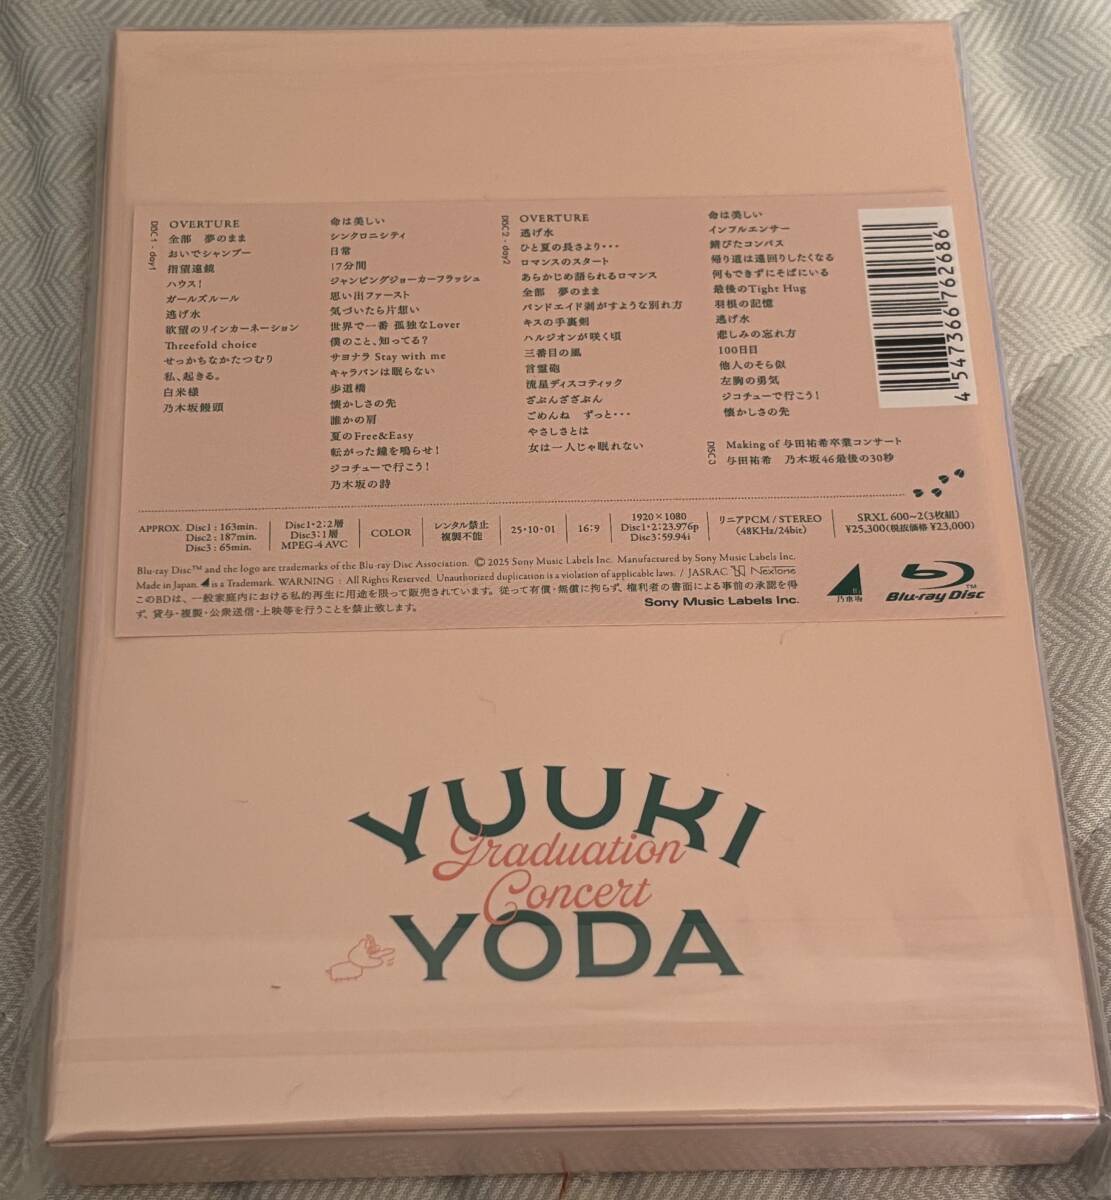 DISC 1 - day1
OVERTURE
全部　夢のまま
おいでシャンプー
指望遠鏡
ハウス！
ガールズルール
逃げ水
欲望のリインカーネーション
Threefold choice
せっかちなかたつむり
私、起きる。
白米様
乃木坂饅頭
命は美しい
シンクロニシティ
日常
17分間
ジャンピングジョーカーフラッシュ
思い出ファースト
気づいたら片想い
世界で一番 孤独なLover
僕のこと、知ってる？
サヨナラ Stay with me
キャラバンは眠らない
歩道橋
懐かしさの先
誰かの肩
夏のFree&Easy
転がった鐘を鳴らせ！
ジコチューで行こう！
乃木坂の詩
DISC 2 - day2
OVERTURE
逃げ水
ひと夏の長さより・・・
ロマンスのスタート
あらかじめ語られるロマンス
全部　夢のまま
バンドエイド剥がすような別れ方
キスの手裏剣
ハルジオンが咲く頃
三番目の風
言霊砲
流星ディスコティック
ざぶんざざぶん
ごめんね　ずっと・・・
やさしさとは
女は一人じゃ眠れない
命は美しい
インフルエンサー
錆びたコンパス
帰り道は遠回りしたくなる
何もできずにそばにいる
最後のTight Hug
羽根の記憶
逃げ水
悲しみの忘れ方
100日目
他人のそら似
左胸の勇気
ジコチューで行こう！
懐かしさの先
DISC 3
Making of 与田祐希卒業コンサート
与田祐希　乃木坂46最後の30秒
4 547366 762686
APPROX. Disc1 : 163min.
Disc2 : 187min.
Disc3 : 65min.
Disc1・2:2層
Disc3:1層
MPEG-4 AVC
COLOR
レンタル禁止
複製不能
25・10・01
16:9
1920×1080
Disc1・2:23.976p
Disc3:59.94i
リニアPCM / STEREO
(48KHz/24bit)
SRXL 600~2(3枚組)
¥25,300(税抜価格 ¥23,000)
Blu-ray Disc™ and the logo are trademarks of the Blu-ray Disc Association. ©2025 Sony Music Labels Inc. Manufactured by Sony Music Labels Inc.
Made in Japan. is a Trademark. WARNING : All Rights Reserved. Unauthorized duplication is a violation of applicable laws. / JASRAC NexTone
このBDは、一般家庭内における私的再生に用途を限って販売されています。従って有償・無償に拘らず、権利者の書面による事前の承認を得
ず、貸与・複製・公衆送信・上映等を行うことを禁止致します。
Sony Music Labels Inc.
乃木坂
Blu-ray Disc™
YUUKI
Graduation
Concert
YODA